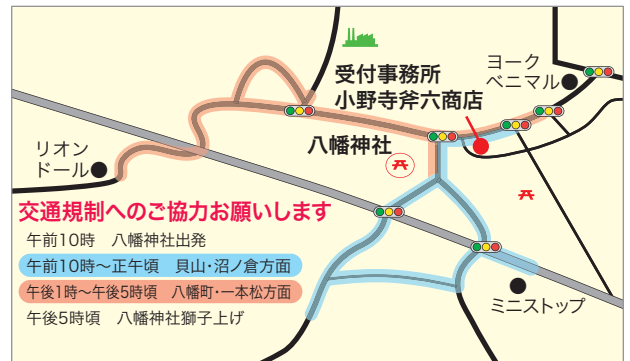 ヨーク
ベニマル
受付事務所
小野寺斧六商店
八幡神社
リオン
ドール
交通規制へのご協力お願いします
午前10時　八幡神社出発
午前10時～正午頃　貝山・沼ノ倉方面
午後1時～午後5時頃　八幡町・一本松方面
午後5時頃　八幡神社獅子上げ
ミニストップ